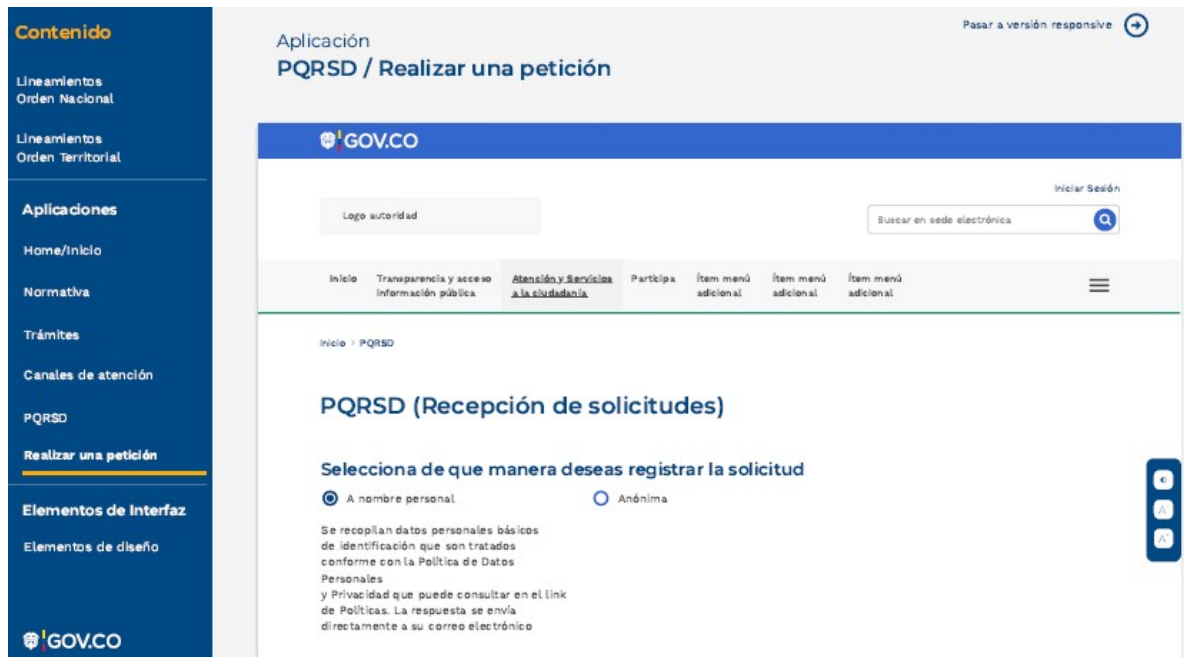 Contenido
Lineamientos
Orden Nacional
Lineamientos
Orden Territorial
Aplicaciones
Home/Inicio
Normativa
Trámites
Canales de atención
PQRSD
Realizar una petición
Elementos de Interfaz
Elementos de diseño
GOV.CO
Pasar a versión responsive
Aplicación
PQRSD / Realizar una petición
GOV.CO
Iniciar Sesión
Logo autoridad
Buscar en sede electrónica
Inicio
Transparencia y acceso
información pública
Atención y Servicios
a la ciudadanía
Participa
Ítem menú
adicional
Ítem menú
adicional
Ítem menú
adicional
Inicio > PQRSD
PQRSD (Recepción de solicitudes)
Selecciona de que manera deseas registrar la solicitud
A nombre personal
Anónima
Se recopilan datos personales básicos
de identificación que son tratados
conforme con la Política de Datos
Personales
y Privacidad que puede consultar en el link
de Políticas. La respuesta se envía
directamente a su correo electrónico
A-
A+